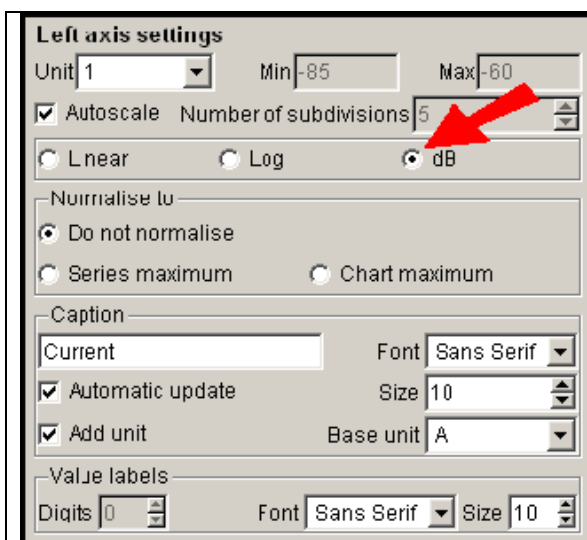 Left axis settings
Unit 1 Min -85 Max -60
Autoscale Number of subdivisions 5
Lnear Log dB
Normalise to
Do not normalise
Series maximum Chart maximum
Caption
Current Font Sans Serif
Automatic update Size 10
Add unit Base unit A
Value labels
Digits 0 Font Sans Serif Size 10